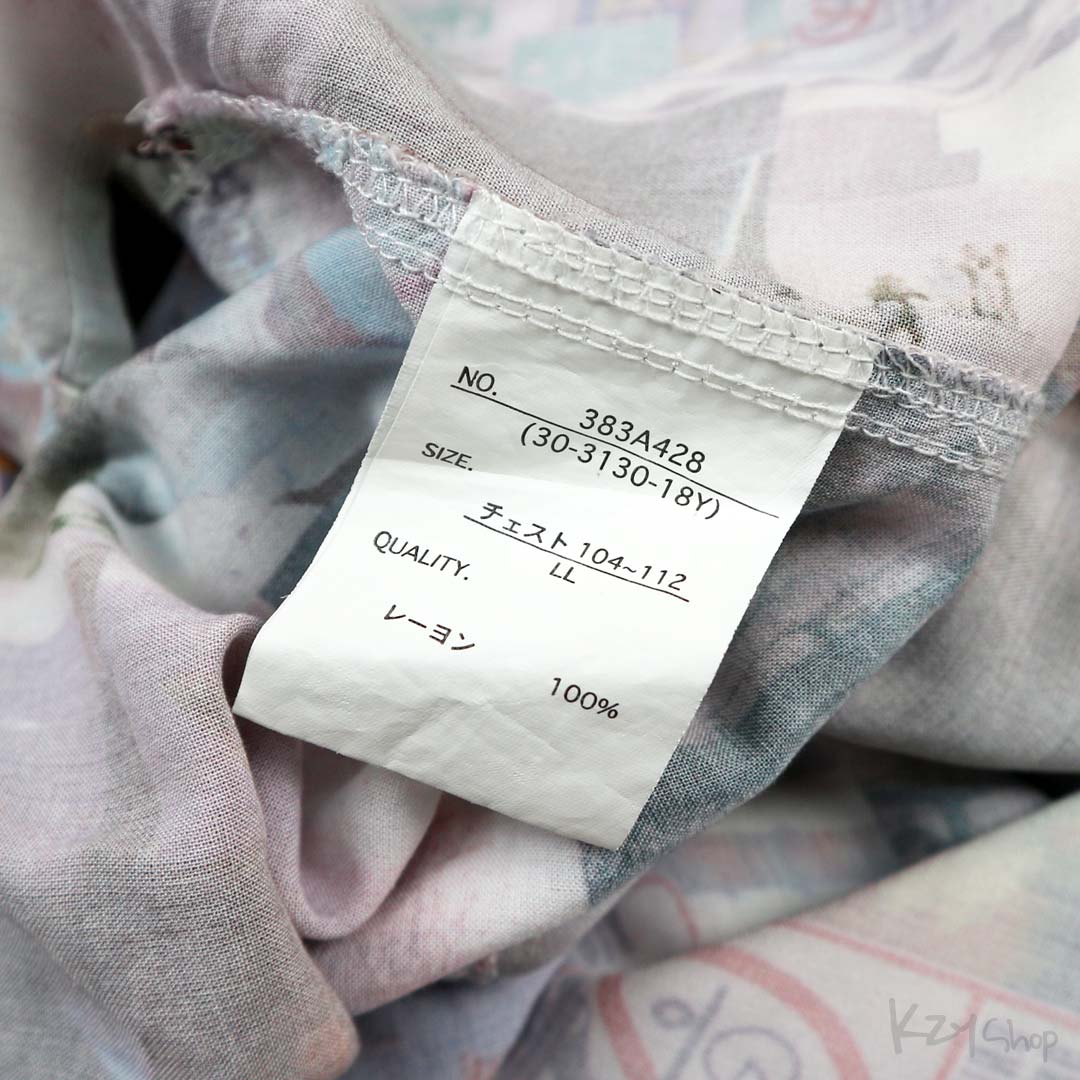 NO.
383A428
(30-3130-18Y)
SIZE.
チェスト 104~112
LL
QUALITY.
レーヨン
100%
KZY Shop